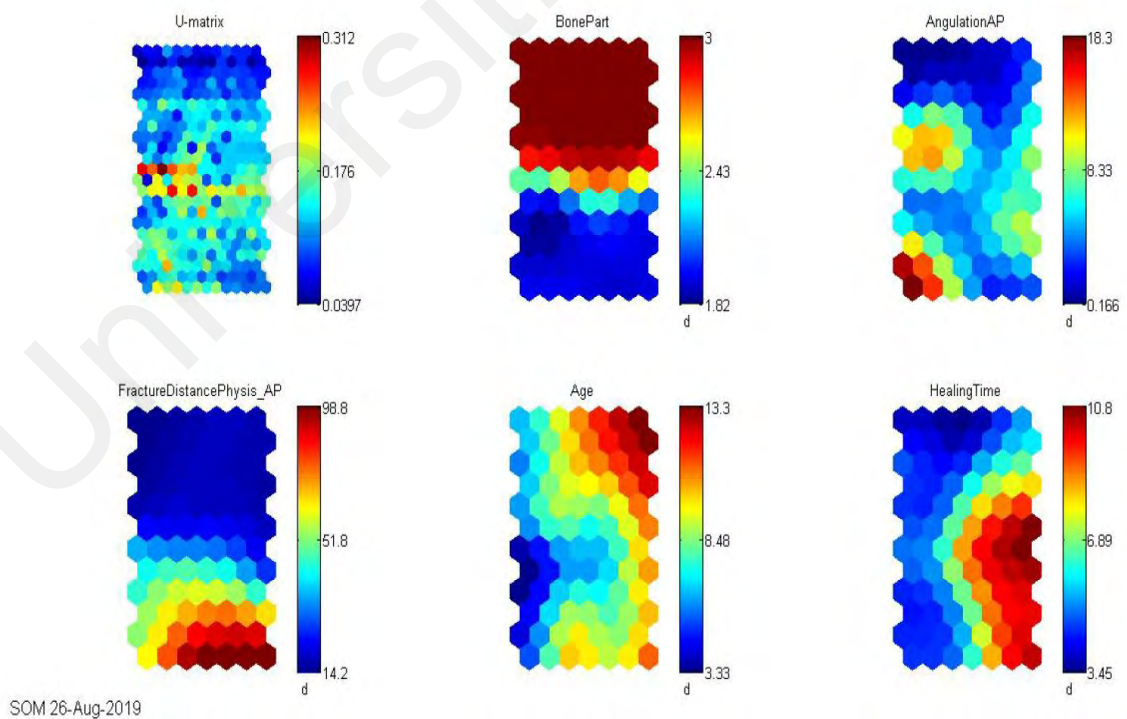 U-matrix
0.312
0.176
0.0397
BonePart
3
2.43
1.82
d
AngulationAP
18.3
8.33
0.166
d
FractureDistancePhysis_AP
98.8
51.8
14.2
d
Age
13.3
8.48
3.33
d
HealingTime
10.8
6.89
3.45
d
SOM 26-Aug-2019
Universiti